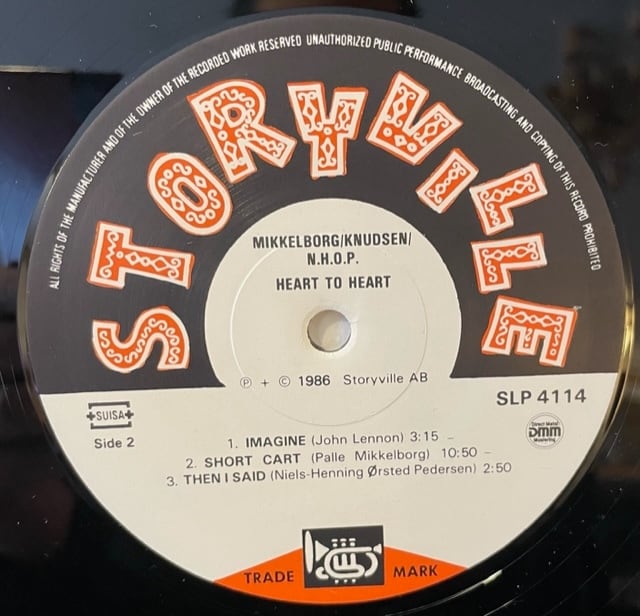 ALL RIGHTS OF THE MANUFACTURER AND OF THE OWNER OF THE RECORDED WORK RESERVED UNAUTHORIZED PUBLIC PERFORMANCE BROADCASTING AND COPYING OF THIS RECORD PROHIBITED
STORYVILLE
MIKKELBORG/KNUDSEN/
N.H.O.P.
HEART TO HEART
℗ + © 1986 Storyville AB
SUISA
SLP 4114
Side 2
Direct Metal
DMM
Mastering
1. IMAGINE (John Lennon) 3:15 –
2. SHORT CART (Palle Mikkelborg) 10:50 –
3. THEN I SAID (Niels-Henning Ørsted Pedersen) 2:50
TRADE MARK